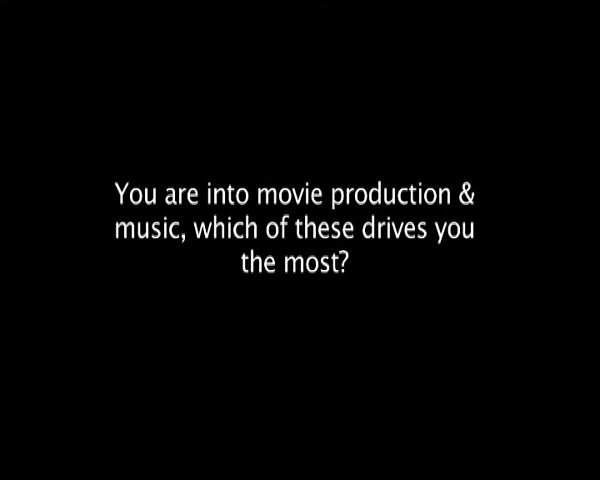 You are into movie production &
music, which of these drives you
the most?